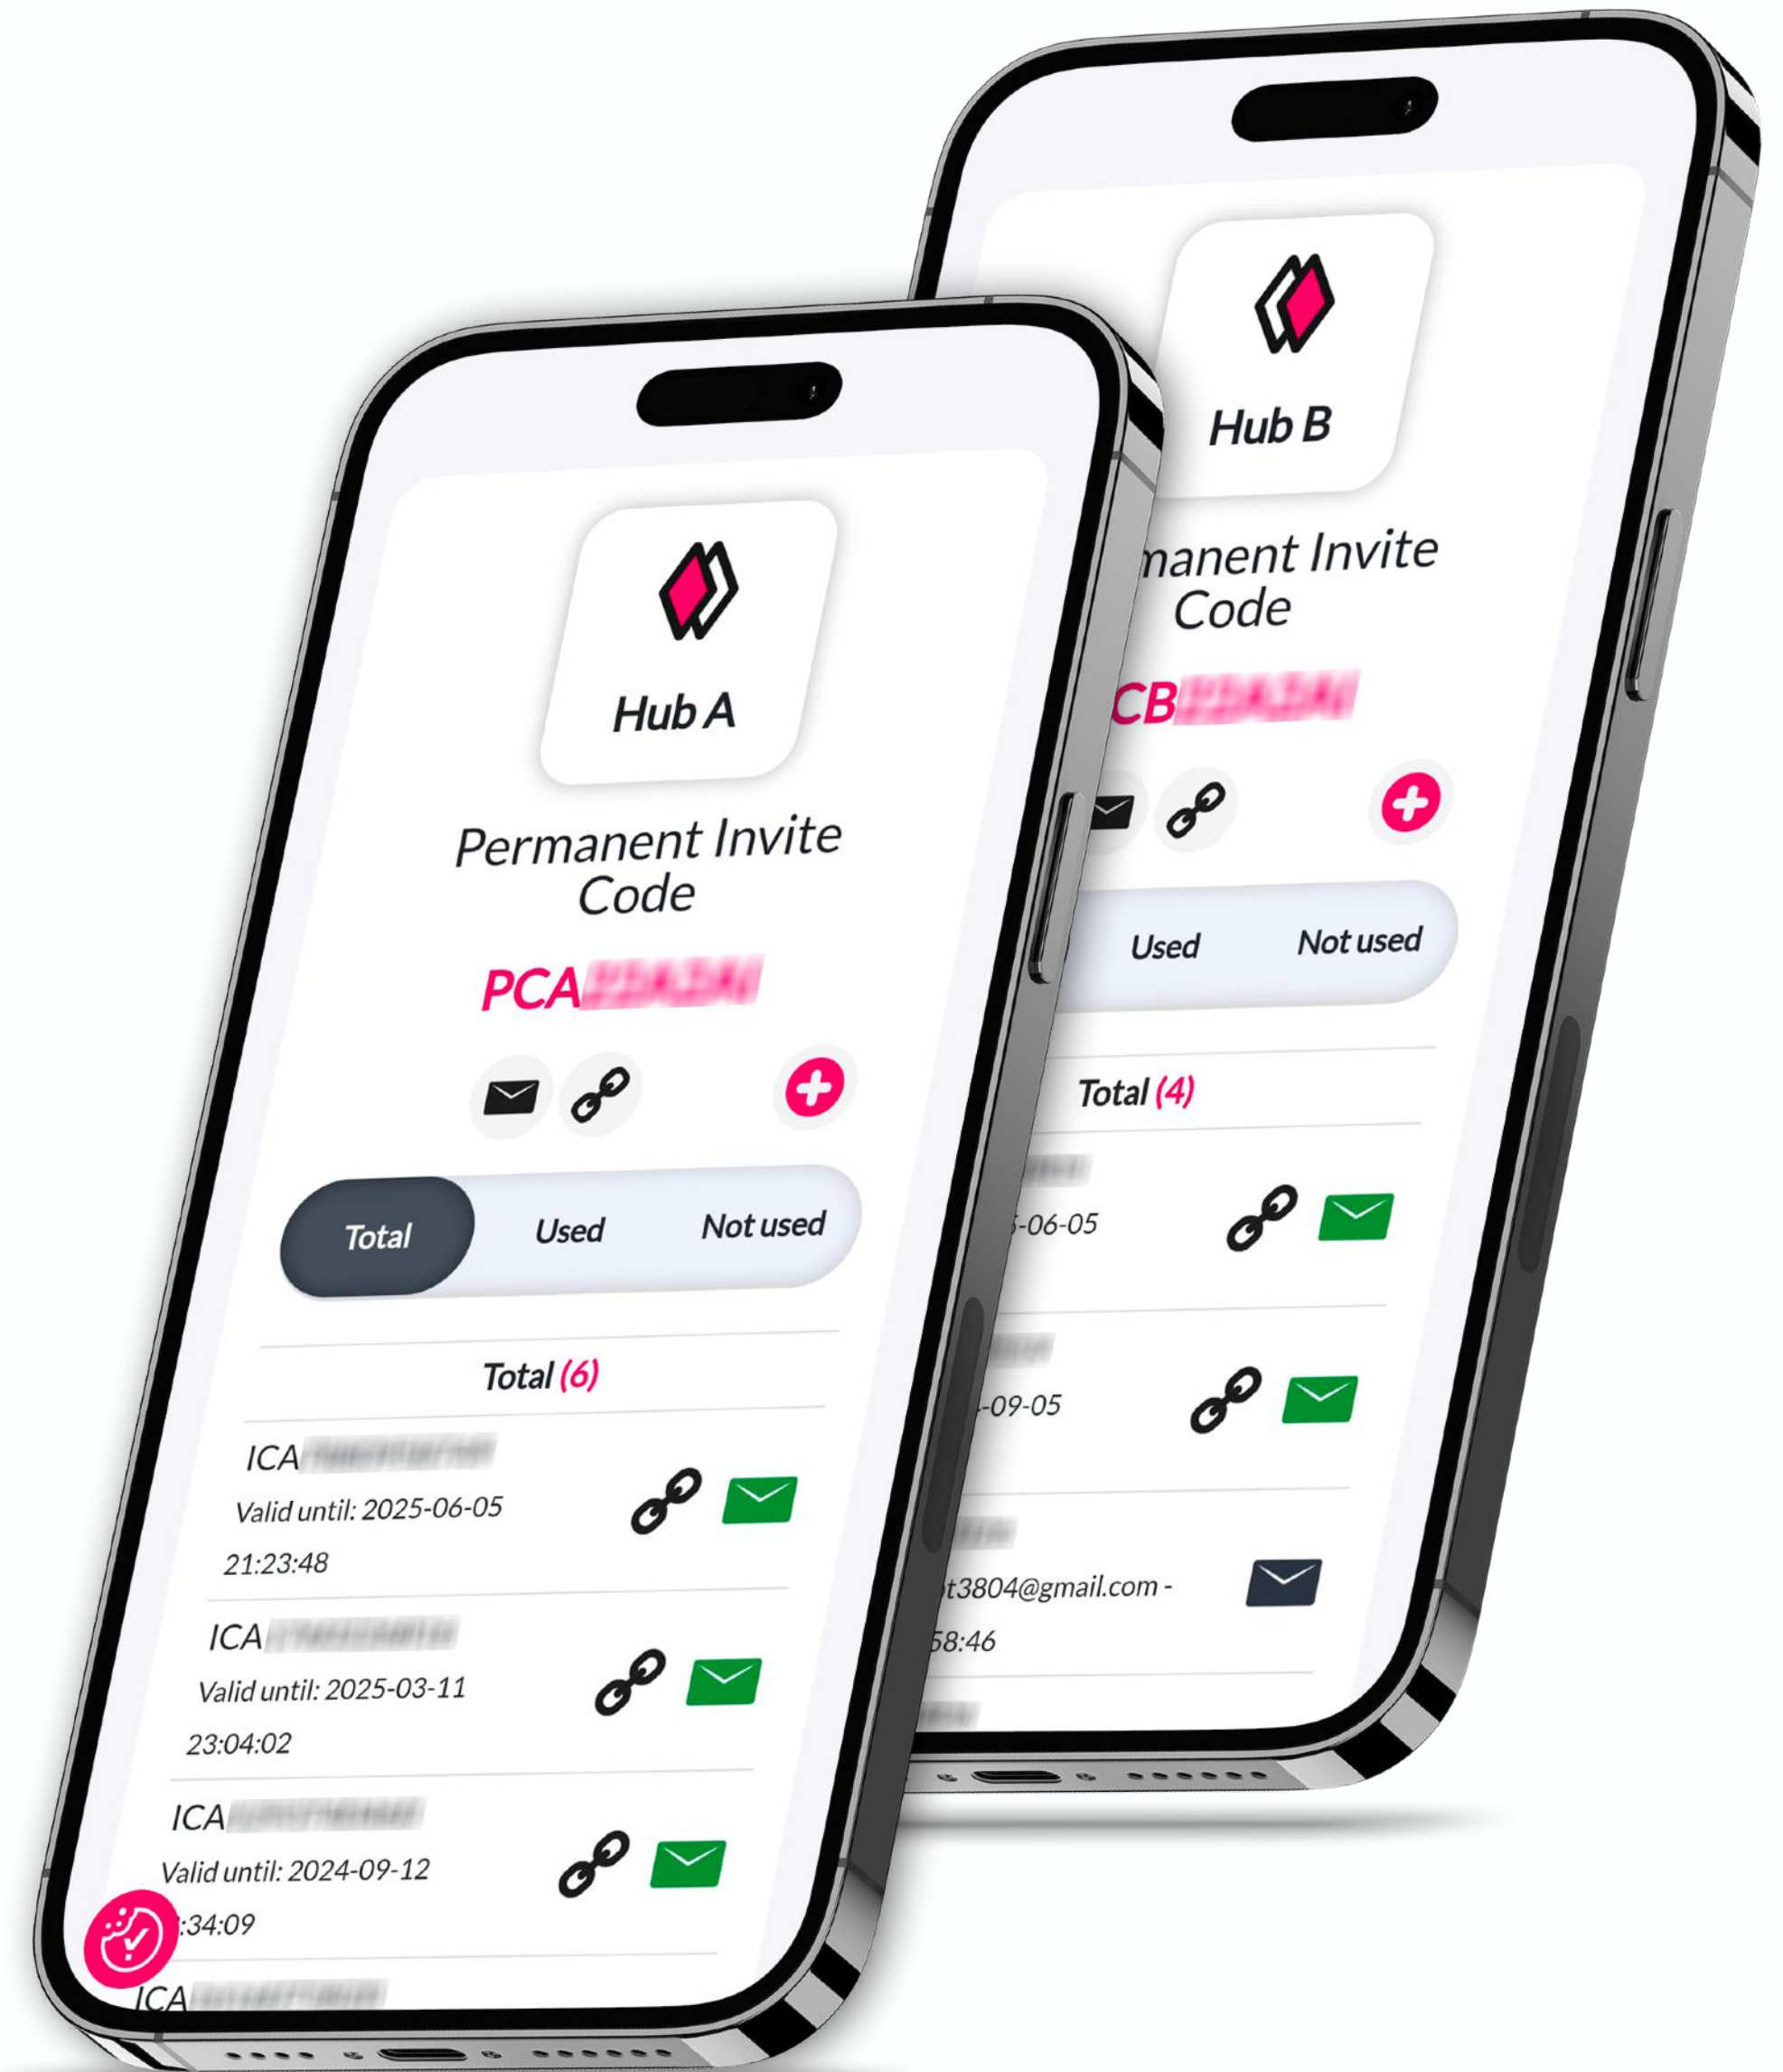 Hub A
Permanent Invite
Code
PCA
Total Used Not used
Total (6)
ICA
Valid until: 2025-06-05
21:23:48
ICA
Valid until: 2025-03-11
23:04:02
ICA
Valid until: 2024-09-12
:34:09
ICA
Hub B
manent Invite
Code
CB
Used Not used
Total (4)
-06-05
-09-05
t3804@gmail.com -
58:46